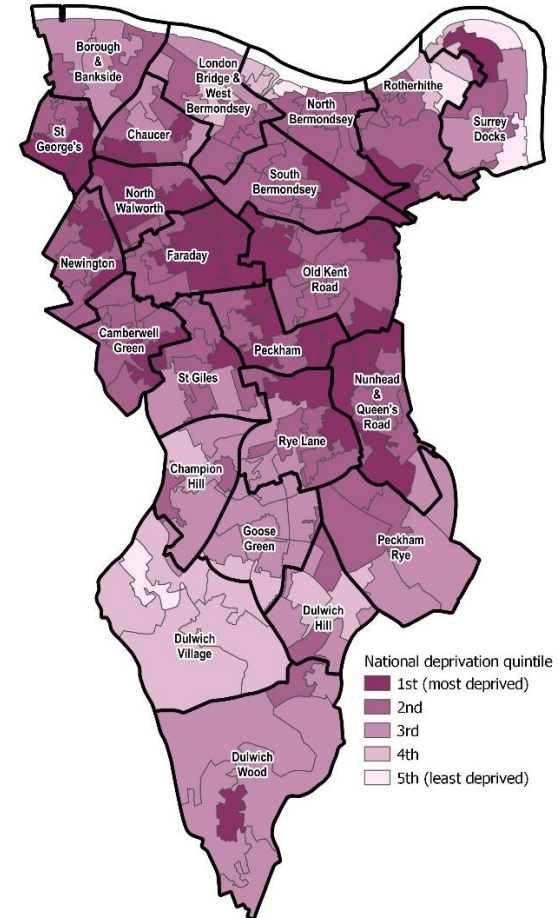 Borough
&
Bankside
London
Bridge &
West
Bermondsey
North
Bermondsey
Rotherhithe
Surrey
Docks
St
George's
Chaucer
South
Bermondsey
North
Walworth
Newington
Faraday
Old Kent
Road
Camberwell
Green
Peckham
St Giles
Nunhead
&
Queen's
Road
Rye Lane
Champion
Hill
Goose
Green
Peckham
Rye
Dulwich
Hill
Dulwich
Village
Dulwich
Wood
National deprivation quintile
1st (most deprived)
2nd
3rd
4th
5th (least deprived)